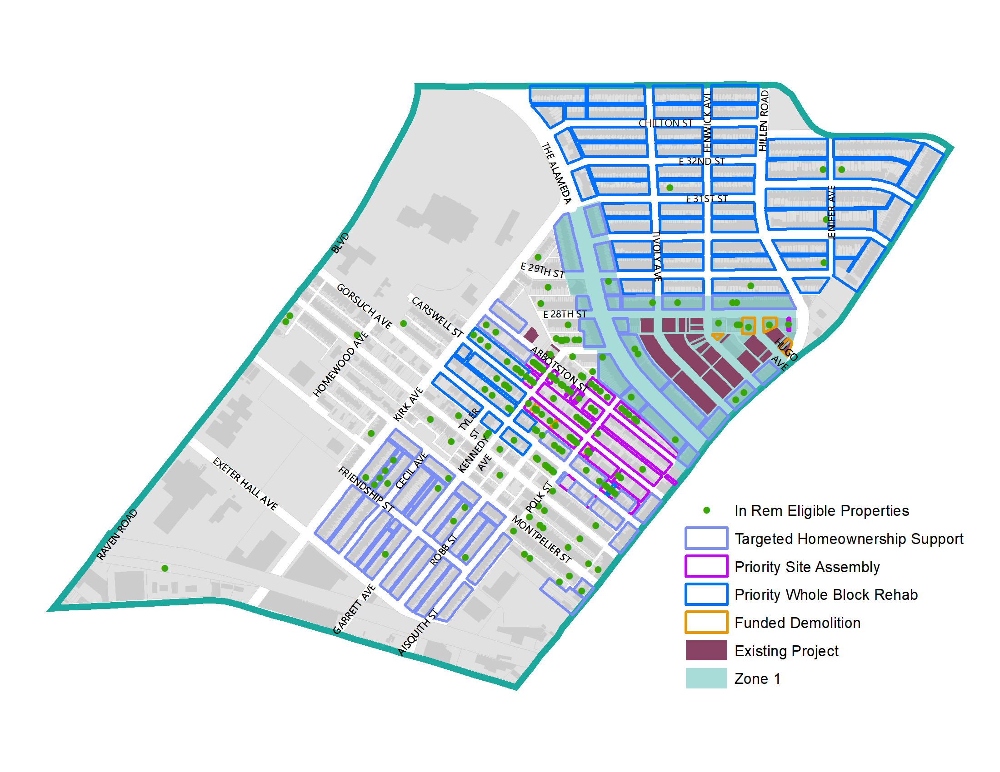 FENWICK AVE
HILLEN ROAD
CHILTON ST
THE ALAMEDA
E 32ND ST
E 31ST ST
JENIFER AVE
TIVOLY AVE
BLVD
E 29TH ST
GORSUCH AVE
CARSWELL ST
E 28TH ST
HOMEWOOD AVE
ABBOTSTON ST
HUGO
AVE
KIRK AVE
TYLER
ST
KENNEDY
AVE
CECIL AVE
EXETER HALL AVE
FRIENDSHIP ST
POLK ST
RAVEN ROAD
MONTPELIER ST
ROBB ST
GARRETT AVE
AISQUITH ST
In Rem Eligible Properties
Targeted Homeownership Support
Priority Site Assembly
Priority Whole Block Rehab
Funded Demolition
Existing Project
Zone 1